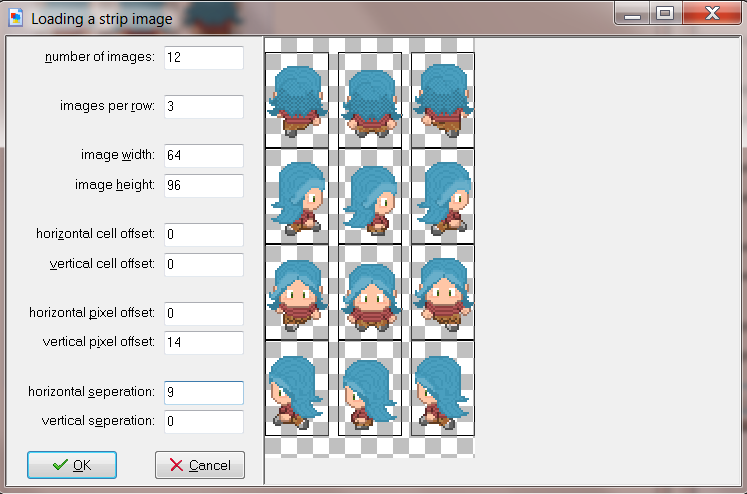 Loading a strip image
number of images: 12
images per row: 3
image width: 64
image height: 96
horizontal cell offset: 0
vertical cell offset: 0
horizontal pixel offset: 0
vertical pixel offset: 14
horizontal seperation: 9
vertical seperation: 0
OK Cancel